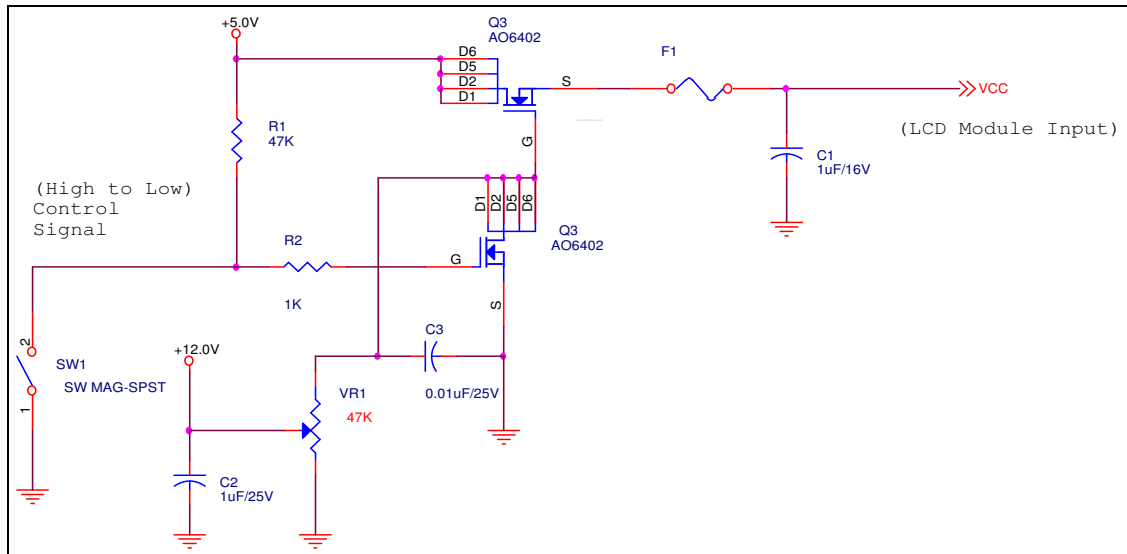 +5.0V
Q3
AO6402
F1
D6
D5
D2
D1
S
VCC
(LCD Module Input)
R1
47K
G
C1
1uF/16V
(High to Low)
Control
Signal
D1
D2
D5
D6
Q3
AO6402
R2
G
1K
S
C3
+12.0V
2
SW1
SW MAG-SPST
0.01uF/25V
VR1
47K
1
C2
1uF/25V